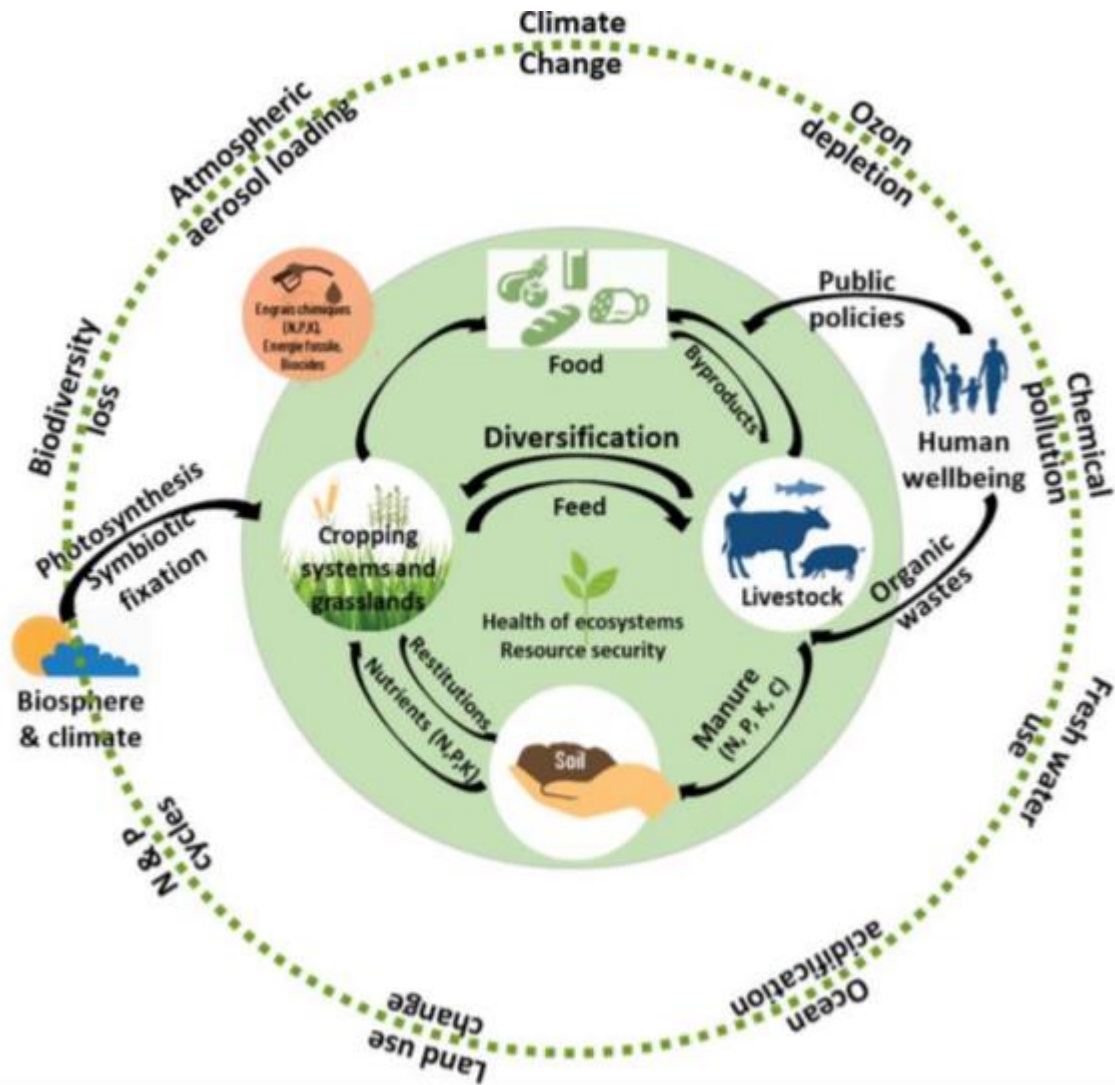 Climate
Change
Ozon
depletion
Atmospheric
aerosol loading
Engrais chimiques
(N,P,K),
Energie fossile,
Biocides
Food
Byproducts
Public
policies
Human
wellbeing
Chemical
pollution
Biodiversity
loss
Diversification
Feed
Photosynthesis
Symbiotic
fixation
Cropping
systems and
grasslands
Livestock
Organic
wastes
Health of ecosystems
Resource security
Biosphere
& climate
Restitutions
Nutrients (N,P,K)
Manure
(N, P, K, C)
Soil
Fresh water
use
N & P
cycles
Ocean
acidification
Land use
change